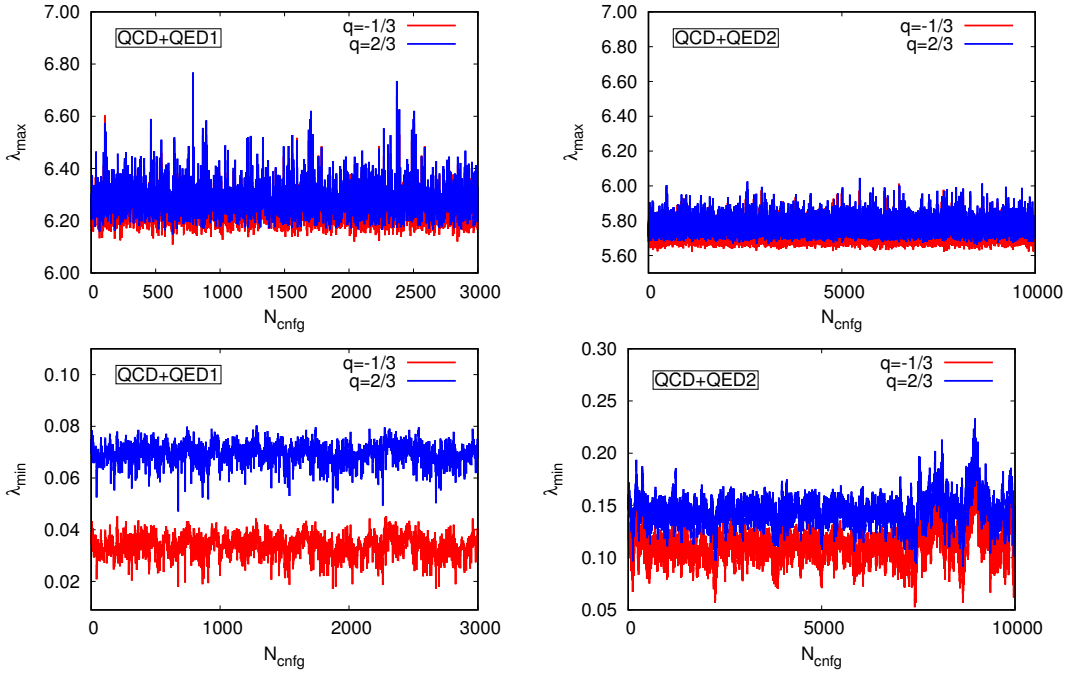 7.00
6.80
6.60
6.40
6.20
6.00
λmax
QCD+QED1
q=-1/3
q=2/3
0 500 1000 1500 2000 2500 3000
Ncnfg
7.00
6.80
6.60
6.40
6.20
6.00
5.80
5.60
λmax
QCD+QED2
q=-1/3
q=2/3
0 5000 10000
Ncnfg
0.10
0.08
0.06
0.04
0.02
λmin
QCD+QED1
q=-1/3
q=2/3
0 1000 2000 3000
Ncnfg
0.30
0.25
0.20
0.15
0.10
0.05
λmin
QCD+QED2
q=-1/3
q=2/3
0 5000 10000
Ncnfg